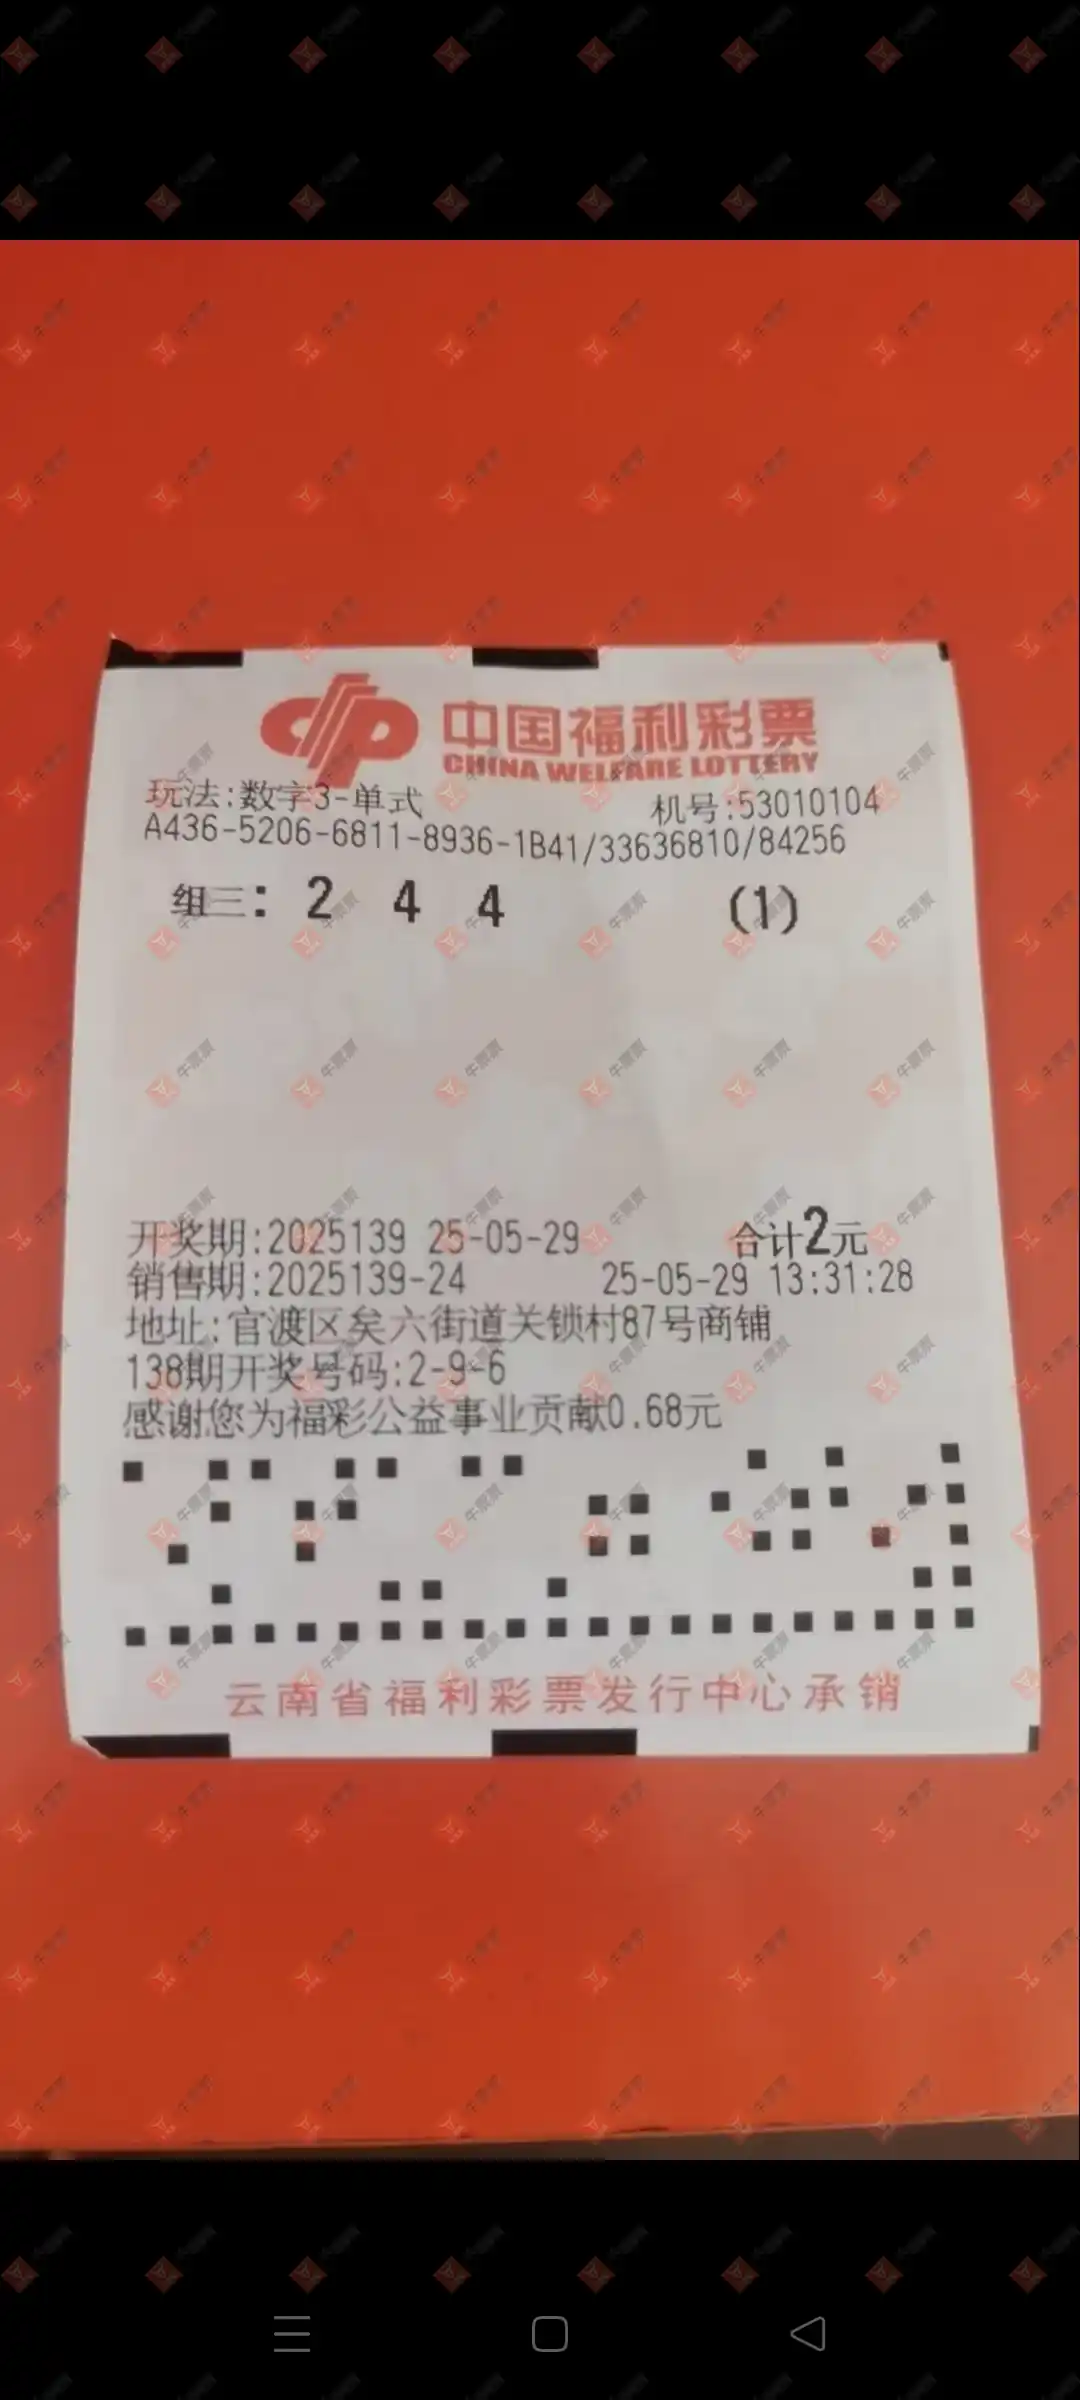 中国福利彩票
CHINA WELFARE LOTTERY
玩法:数字3-单式 机号:53010104
A436-5206-6811-8936-1B41/33636810/84256
组三: 2 4 4 (1)
开奖期:2025139 25-05-29 合计2元
销售期:2025139-24 25-05-29 13:31:28
地址:官渡区矣六街道关锁村87号商铺
138期开奖号码:2-9-6
感谢您为福彩公益事业贡献0.68元
云南省福利彩票发行中心承销
牛票票